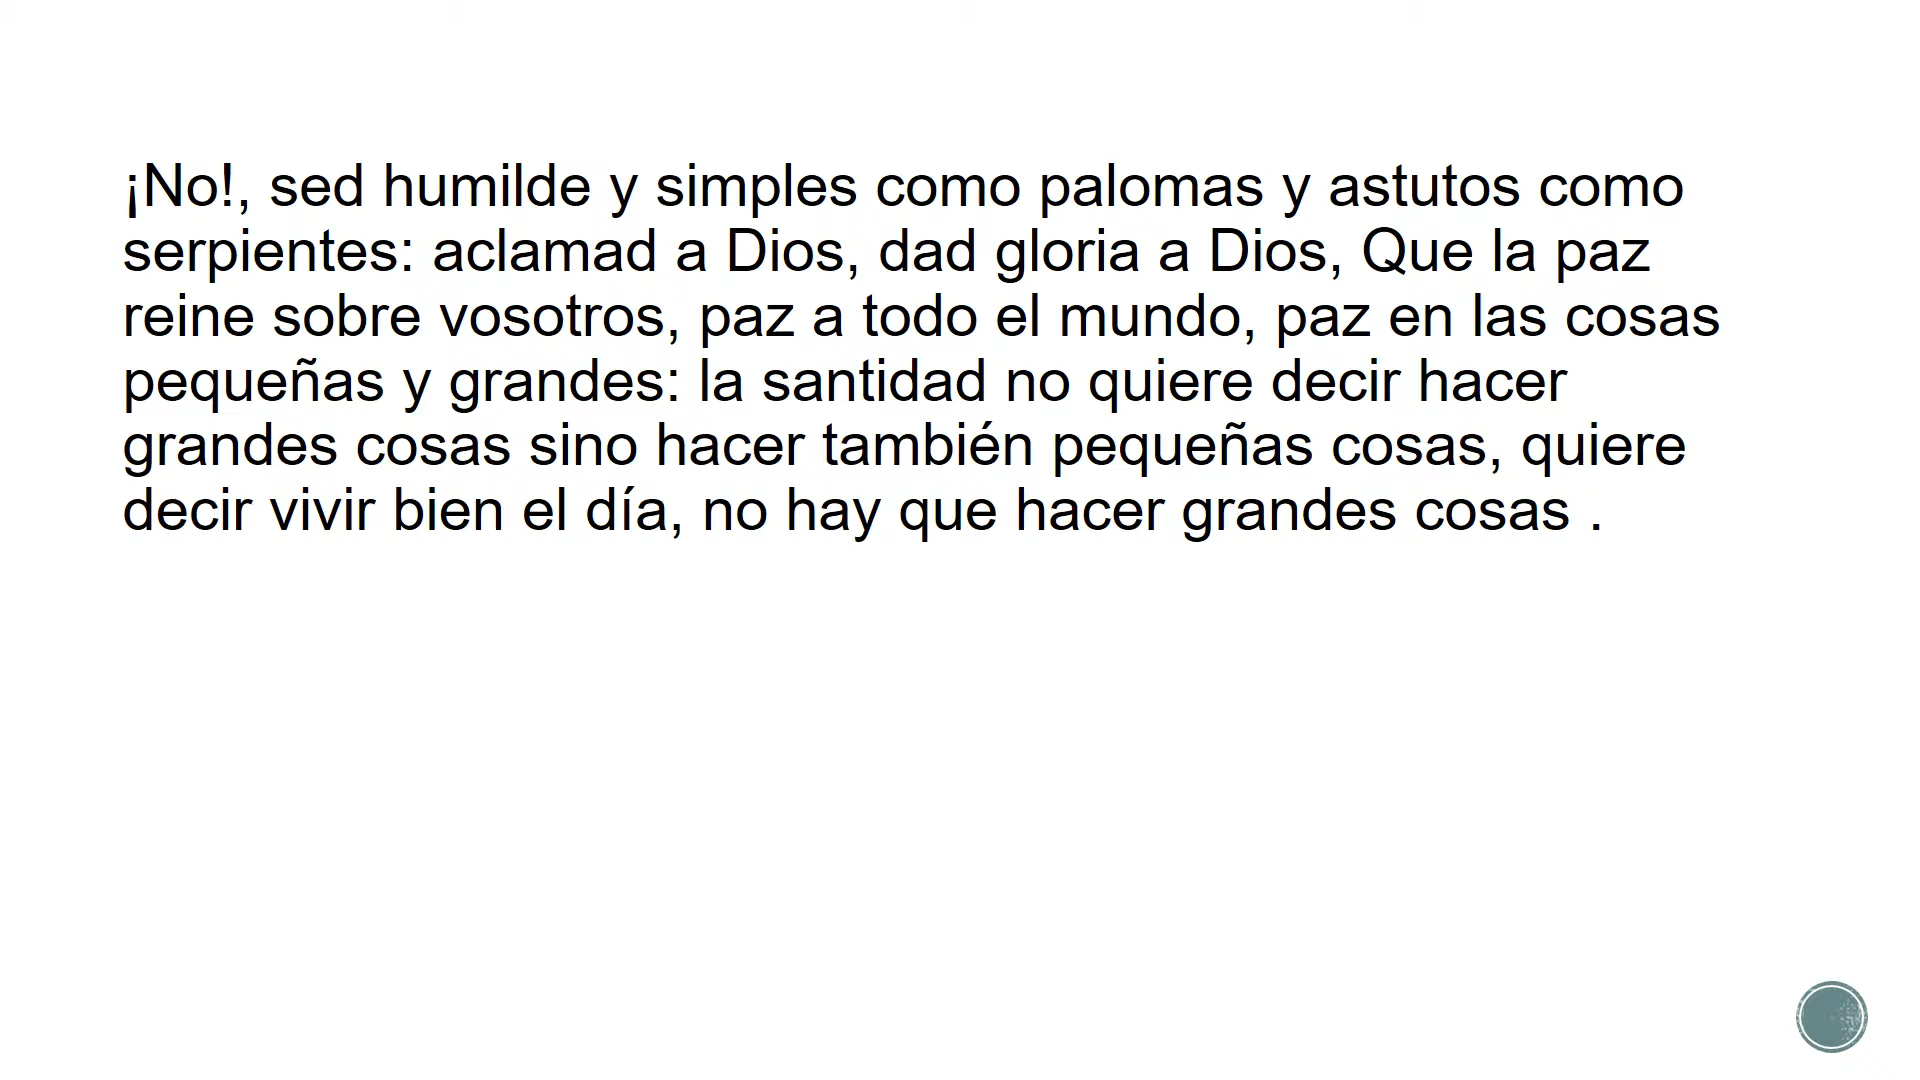 ¡No!, sed humilde y simples como palomas y astutos como
serpientes: aclamad a Dios, dad gloria a Dios, Que la paz
reine sobre vosotros, paz a todo el mundo, paz en las cosas
pequeñas y grandes: la santidad no quiere decir hacer
grandes cosas sino hacer también pequeñas cosas, quiere
decir vivir bien el día, no hay que hacer grandes cosas .